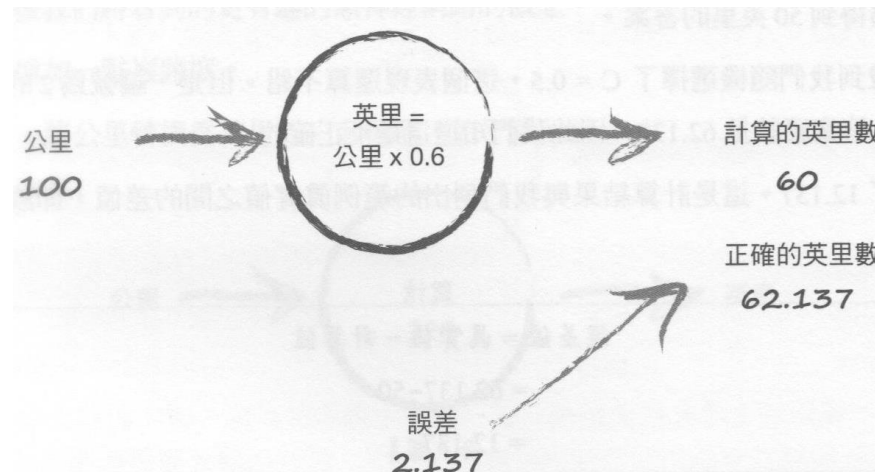 英里 =
公里 x 0.6
公里
100
計算的英里數
60
正確的英里數
62.137
誤差
2.137